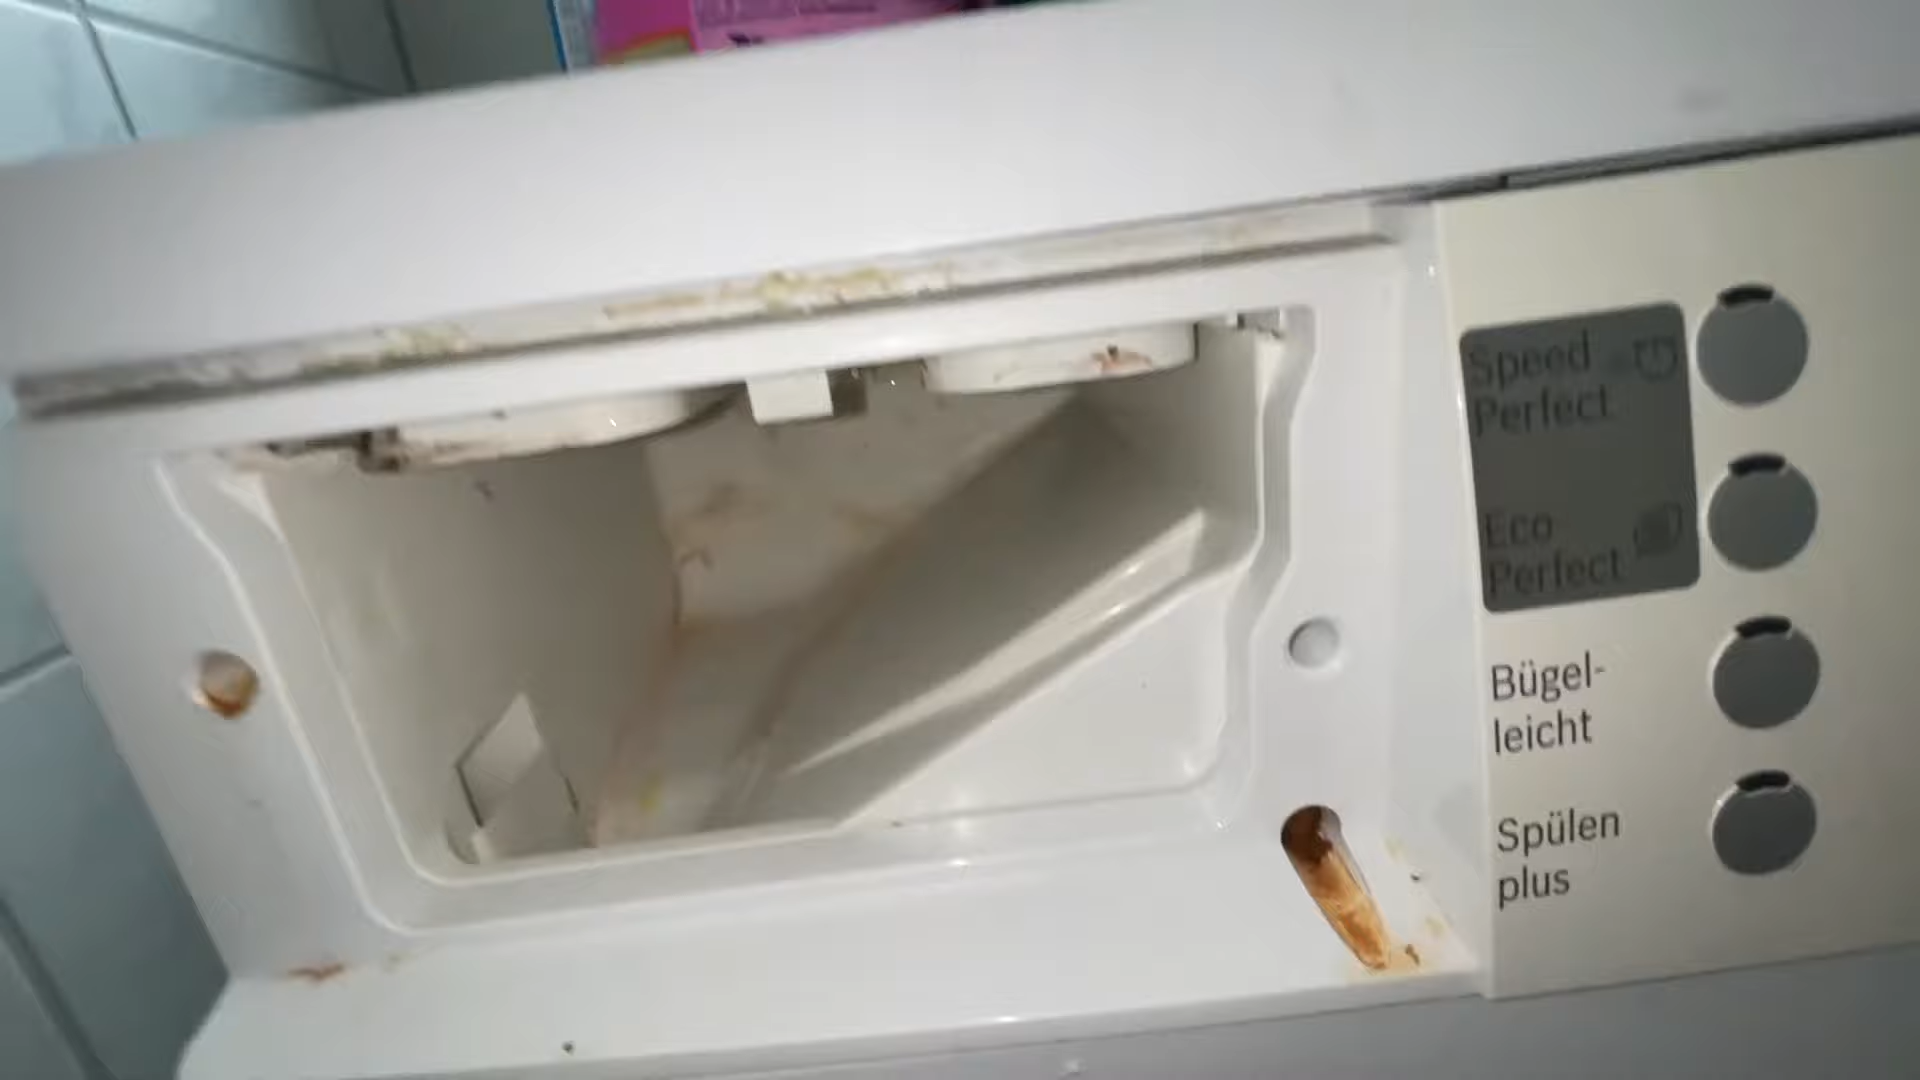 Speed
Perfect
Eco
Perfect
Bügel-
leicht
Spülen
plus